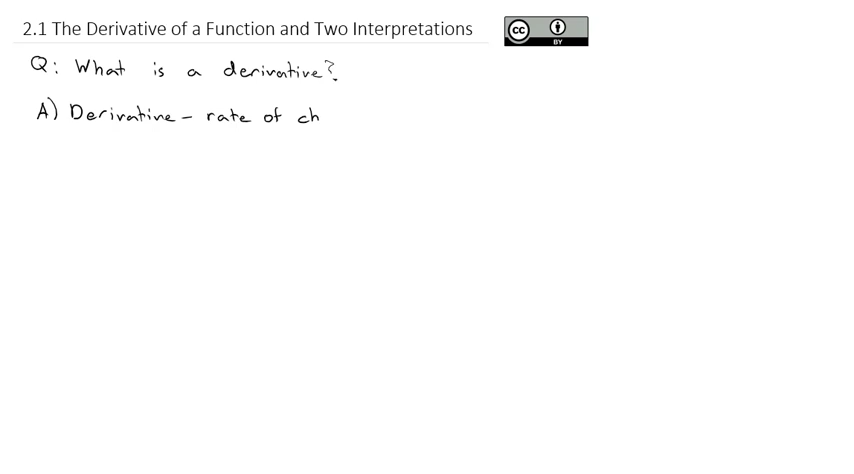 2.1 The Derivative of a Function and Two Interpretations
cc BY
Q: What is a derivative?
A) Derivative - rate of ch